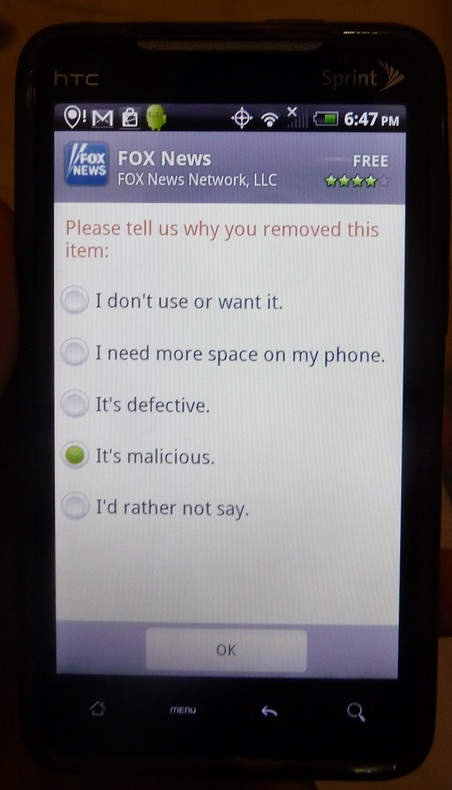 hTC
Sprint
6:47 PM
FOX
NEWS
FOX News
FREE
FOX News Network, LLC
Please tell us why you removed this
item:
I don't use or want it.
I need more space on my phone.
It's defective.
It's malicious.
I'd rather not say.
OK
MENU